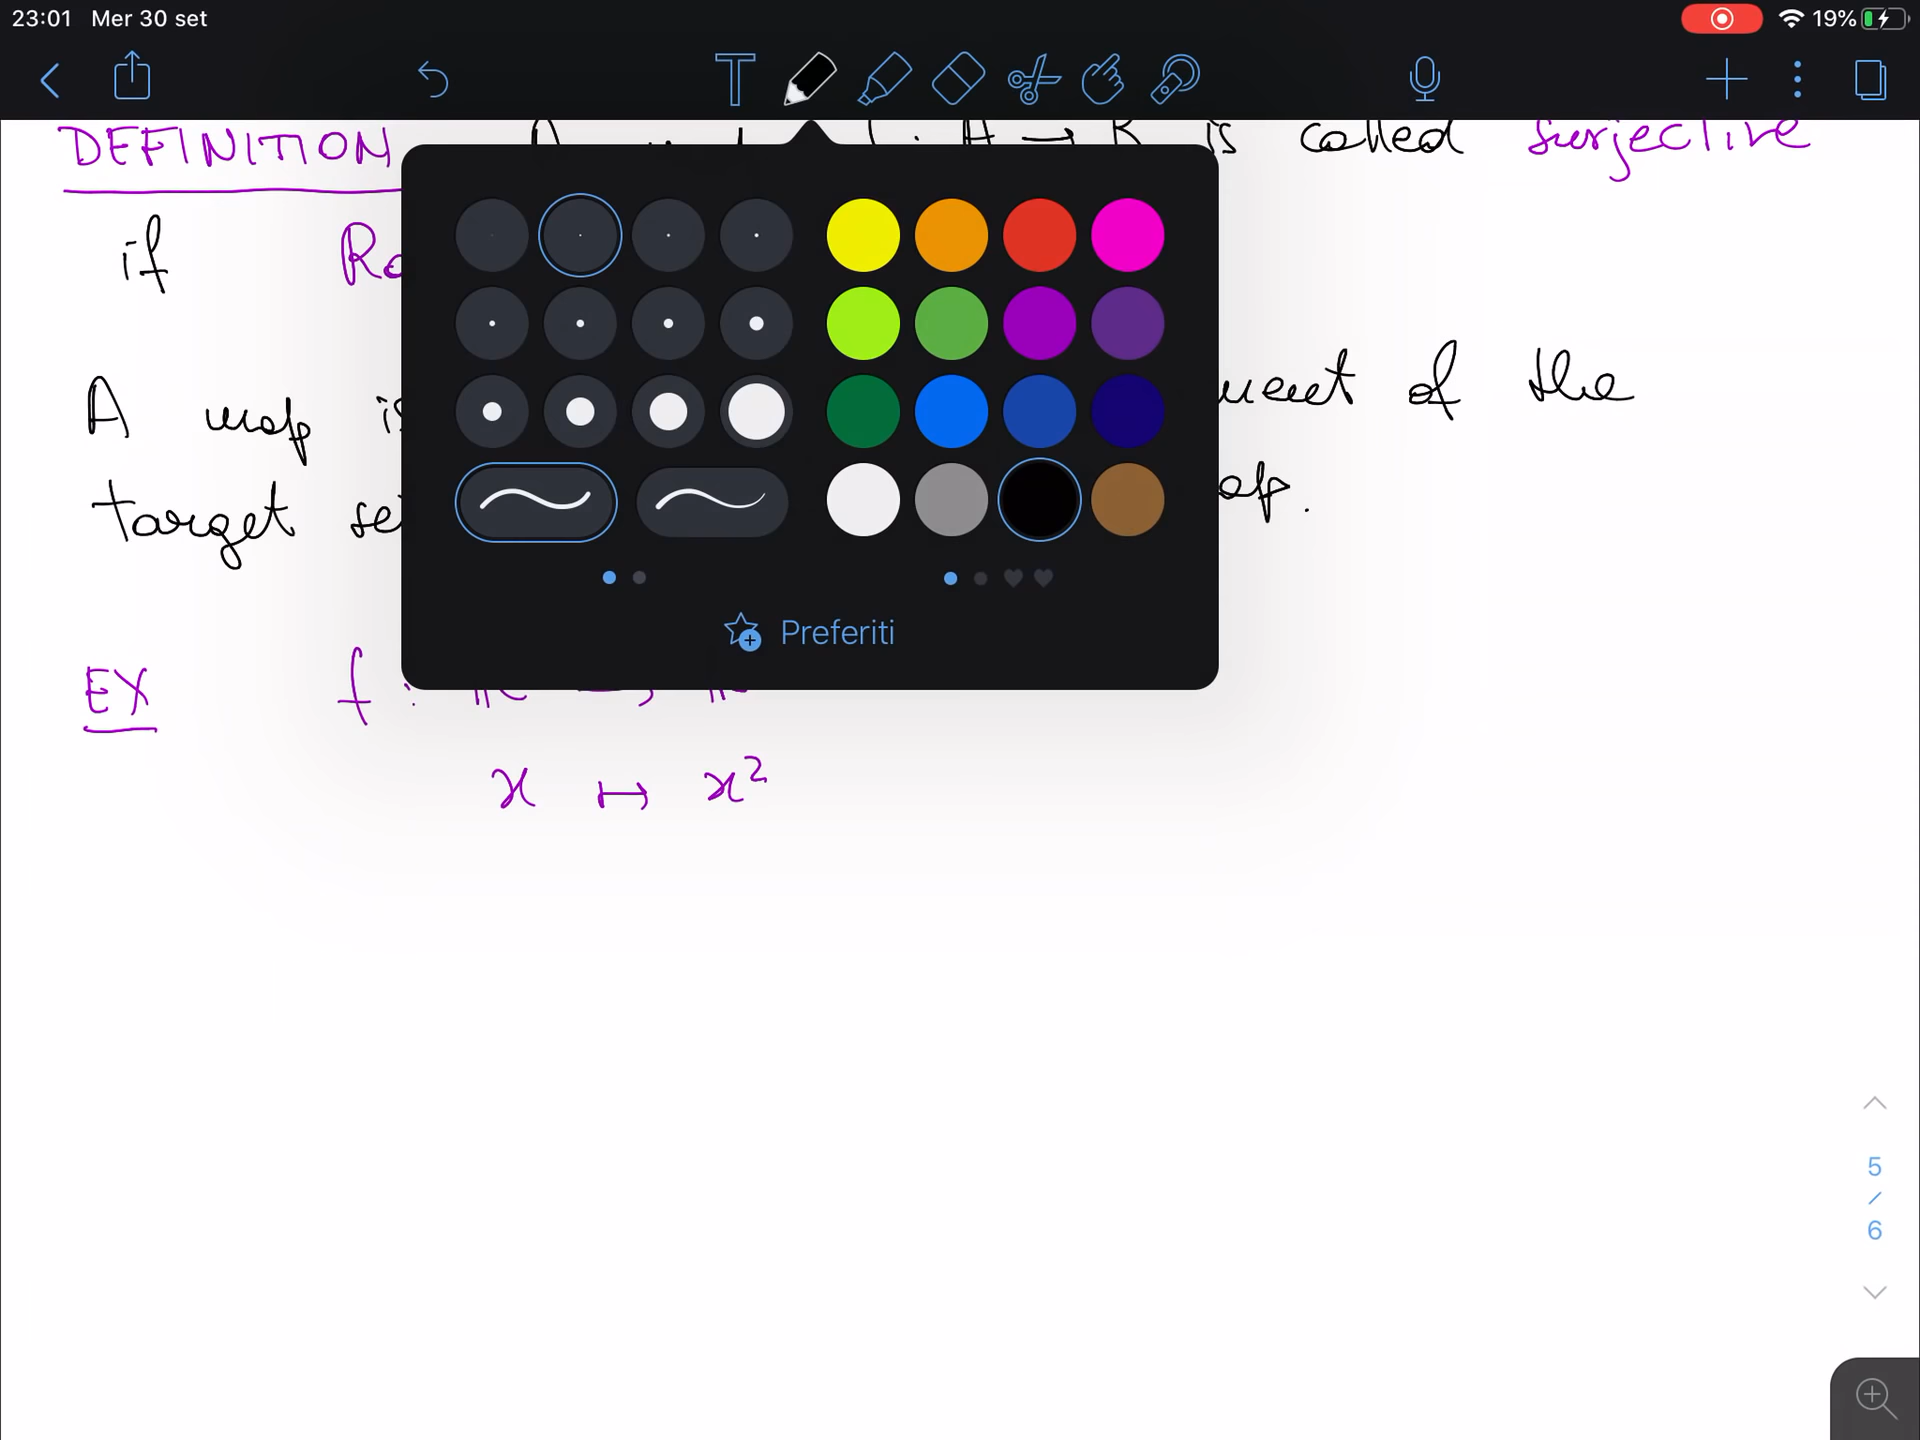 23:01 Mer 30 set 19%
DEFINITION : A → B is called surjective
if
A map is of the
target
Preferiti
EX f : ℝ → ℝ
x ↦ x²
5
/
6